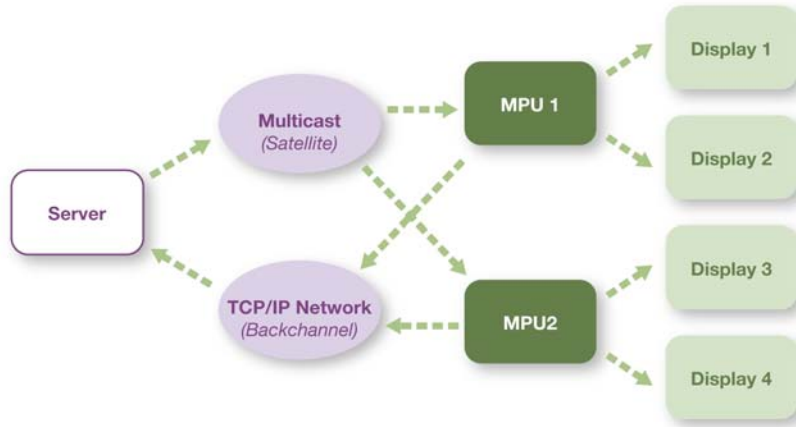 Display 1
MPU 1
Multicast
(Satellite)
Display 2
Server
Display 3
TCP/IP Network
(Backchannel)
MPU2
Display 4